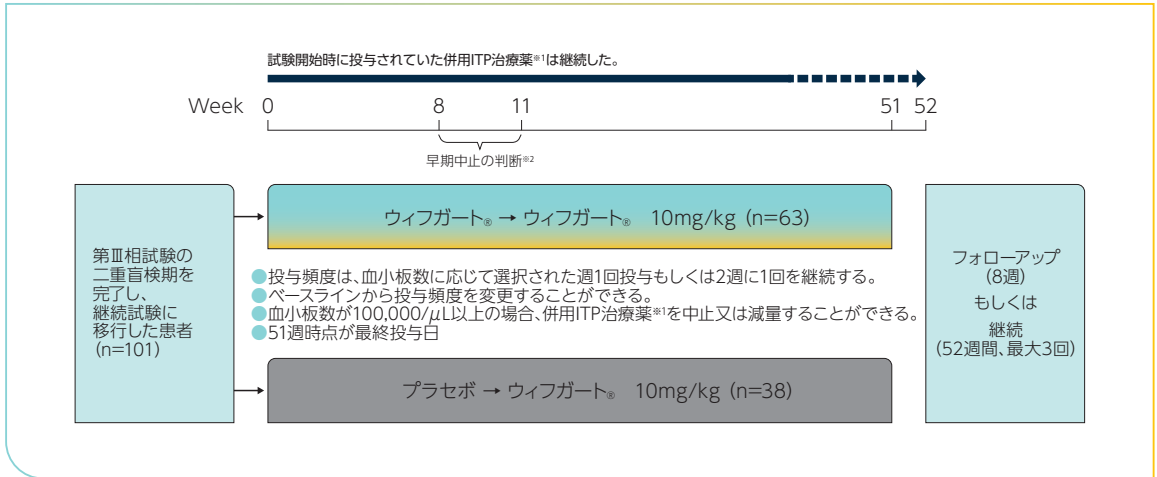 試験開始時に投与されていた併用ITP治療薬※1は継続した。
Week 0 8 11 51 52
早期中止の判断※2
第Ⅲ相試験の
二重盲検期を
完了し、
継続試験に
移行した患者
(n=101)
ウィフガート® → ウィフガート® 10mg/kg (n=63)
●投与頻度は、血小板数に応じて選択された週1回投与もしくは2週に1回を継続する。
●ベースラインから投与頻度を変更することができる。
●血小板数が100,000/μL以上の場合、併用ITP治療薬※1を中止又は減量することができる。
●51週時点が最終投与日
プラセボ → ウィフガート® 10mg/kg (n=38)
フォローアップ
(8週)
もしくは
継続
(52週間、最大3回)